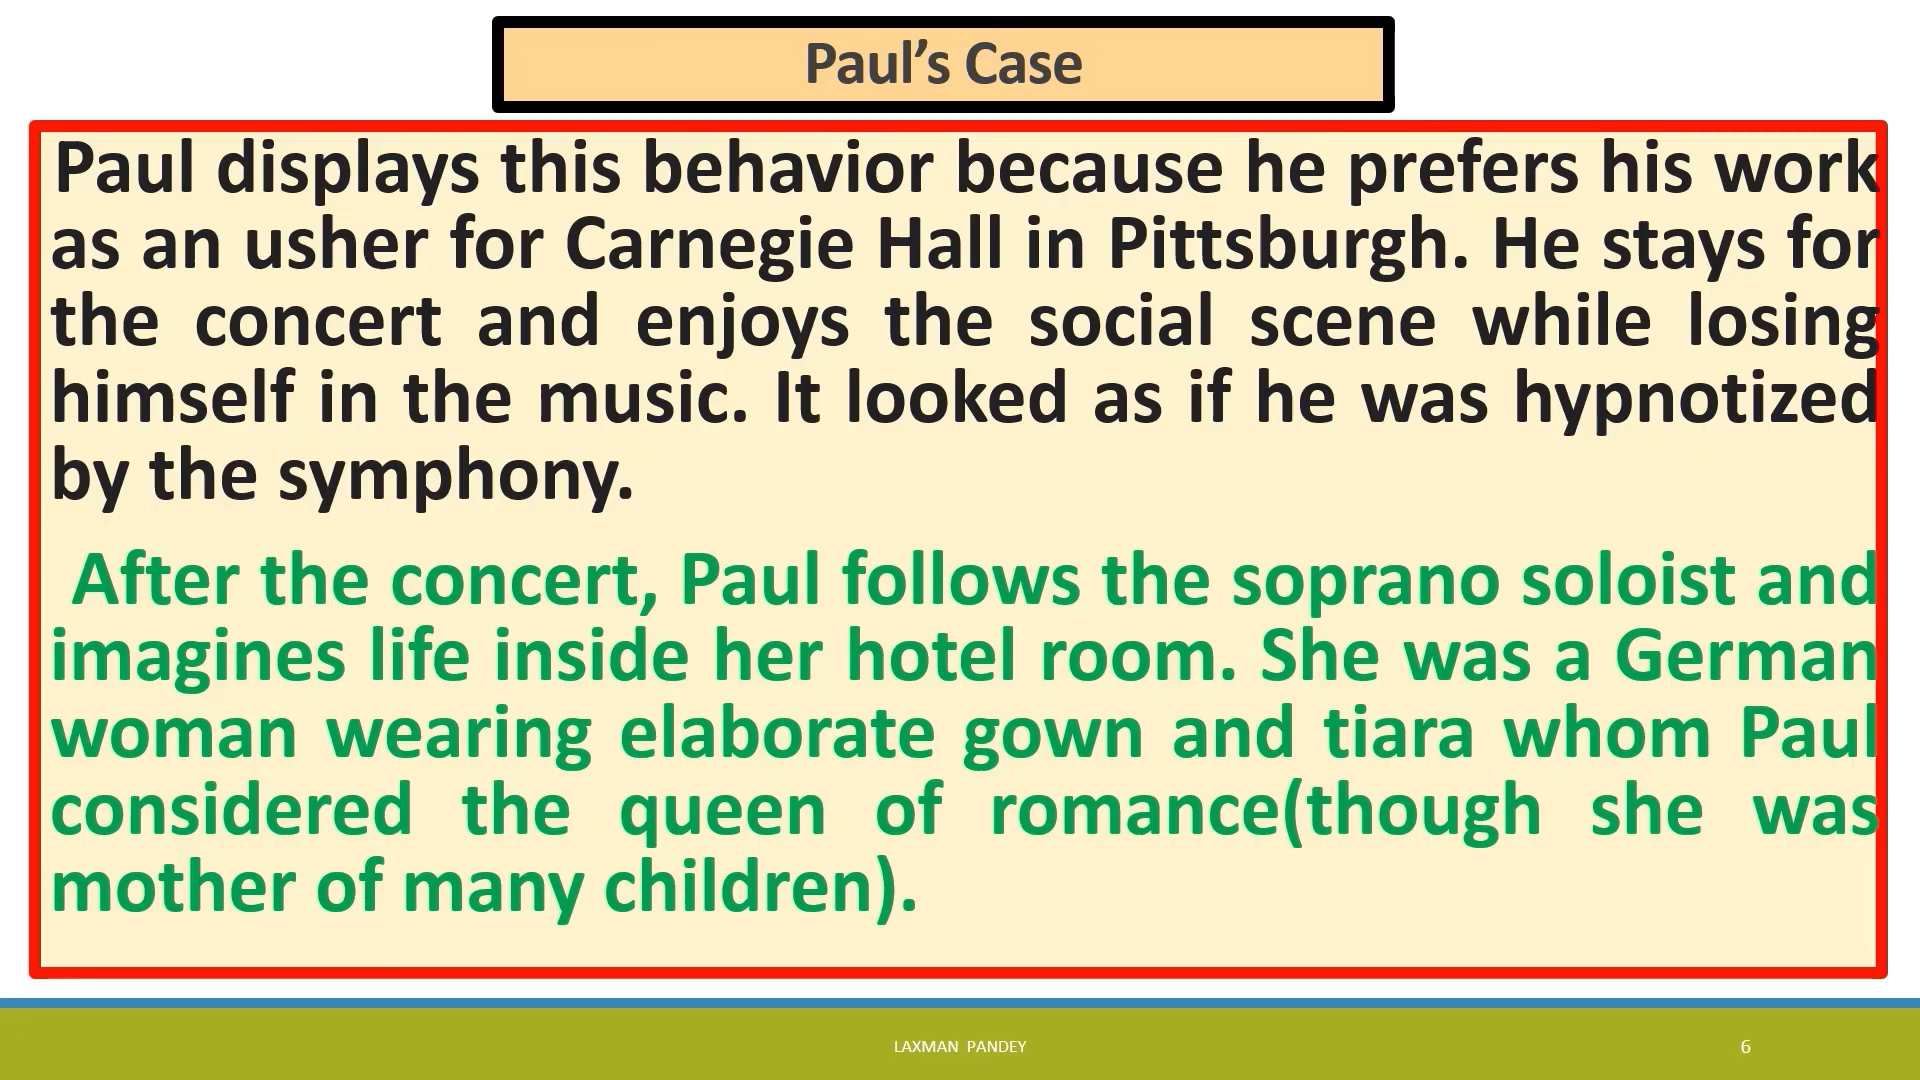 Paul’s Case
Paul displays this behavior because he prefers his work
as an usher for Carnegie Hall in Pittsburgh. He stays for
the concert and enjoys the social scene while losing
himself in the music. It looked as if he was hypnotized
by the symphony.
After the concert, Paul follows the soprano soloist and
imagines life inside her hotel room. She was a German
woman wearing elaborate gown and tiara whom Paul
considered the queen of romance(though she was
mother of many children).
LAXMAN PANDEY
6